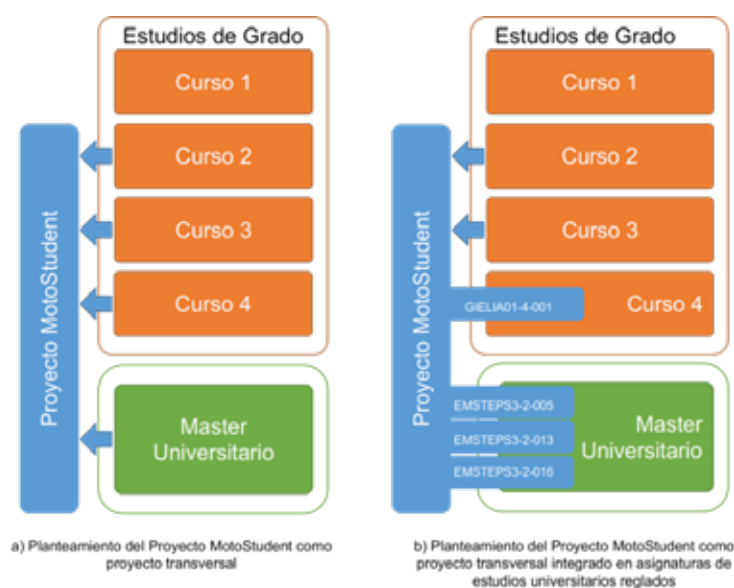 Estudios de Grado
Curso 1
Curso 2
Curso 3
Curso 4
Proyecto MotoStudent
Master
Universitario
a) Planteamiento del Proyecto MotoStudent como
proyecto transversal
Estudios de Grado
Curso 1
Curso 2
Curso 3
GIELIA01-4-001
Curso 4
Proyecto MotoStudent
EMSTEPS3-2-005
EMSTEPS3-2-013
EMSTEPS3-2-016
Master
Universitario
b) Planteamiento del Proyecto MotoStudent como
proyecto transversal integrado en asignaturas de
estudios universitarios reglados